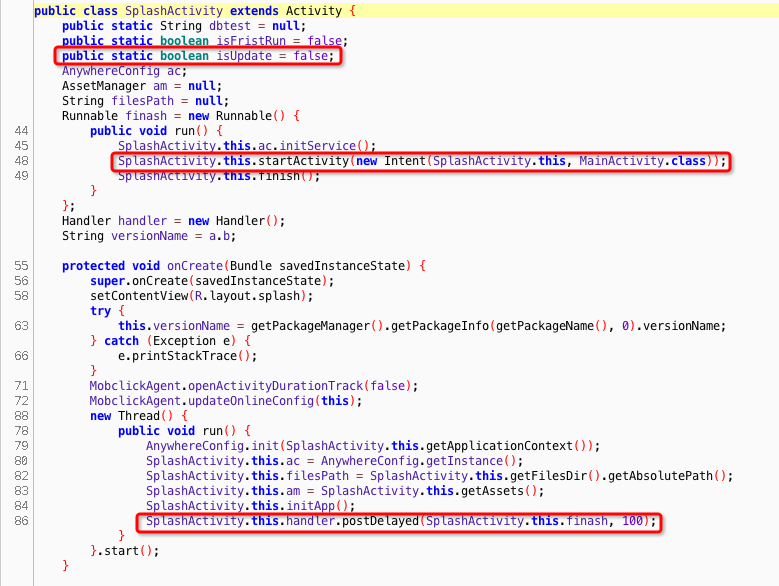 public class SplashActivity extends Activity {
public static String dbtest = null;
public static boolean isFristRun = false;
public static boolean isUpdate = false;
AnywhereConfig ac;
AssetManager am = null;
String filesPath = null;
Runnable finash = new Runnable() {
44 public void run() {
45 SplashActivity.this.ac.initService();
48 SplashActivity.this.startActivity(new Intent(SplashActivity.this, MainActivity.class));
49 SplashActivity.this.finish();
}
};
Handler handler = new Handler();
String versionName = a.b;
55 protected void onCreate(Bundle savedInstanceState) {
56 super.onCreate(savedInstanceState);
58 setContentView(R.layout.splash);
try {
63 this.versionName = getPackageManager().getPackageInfo(getPackageName(), 0).versionName;
} catch (Exception e) {
66 e.printStackTrace();
}
71 MobclickAgent.openActivityDurationTrack(false);
72 MobclickAgent.updateOnlineConfig(this);
88 new Thread() {
78 public void run() {
79 AnywhereConfig.init(SplashActivity.this.getApplicationContext());
80 SplashActivity.this.ac = AnywhereConfig.getInstance();
82 SplashActivity.this.filesPath = SplashActivity.this.getFilesDir().getAbsolutePath();
83 SplashActivity.this.am = SplashActivity.this.getAssets();
84 SplashActivity.this.initApp();
86 SplashActivity.this.handler.postDelayed(SplashActivity.this.finash, 100);
}
}.start();
}